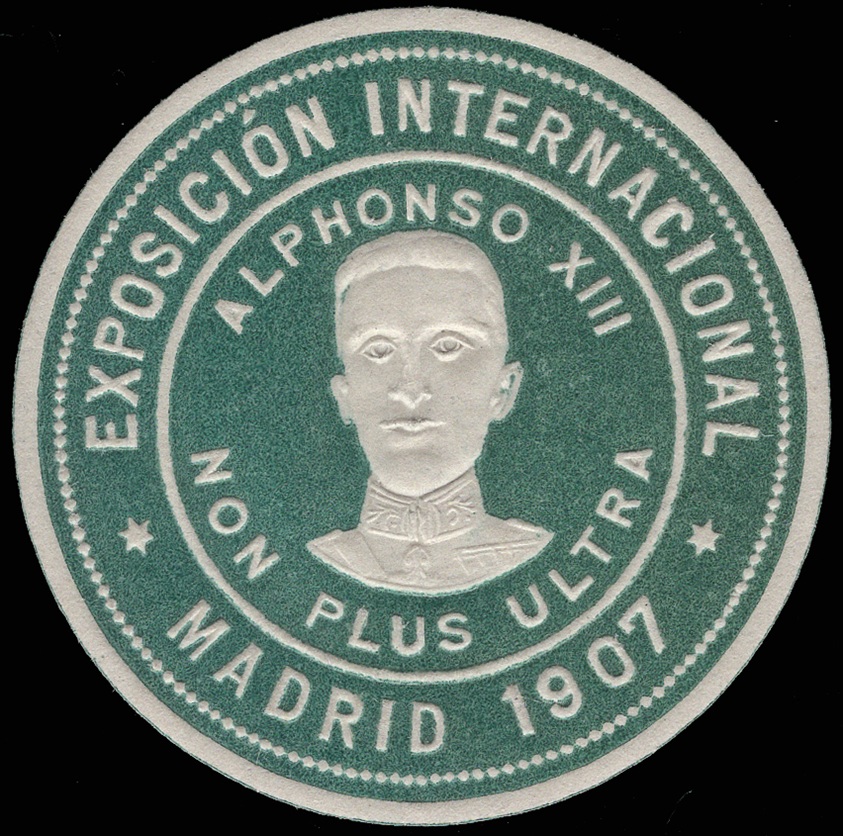 EXPOSICIÓN INTERNACIONAL
ALPHONSO XIII
NON PLUS ULTRA
MADRID 1907